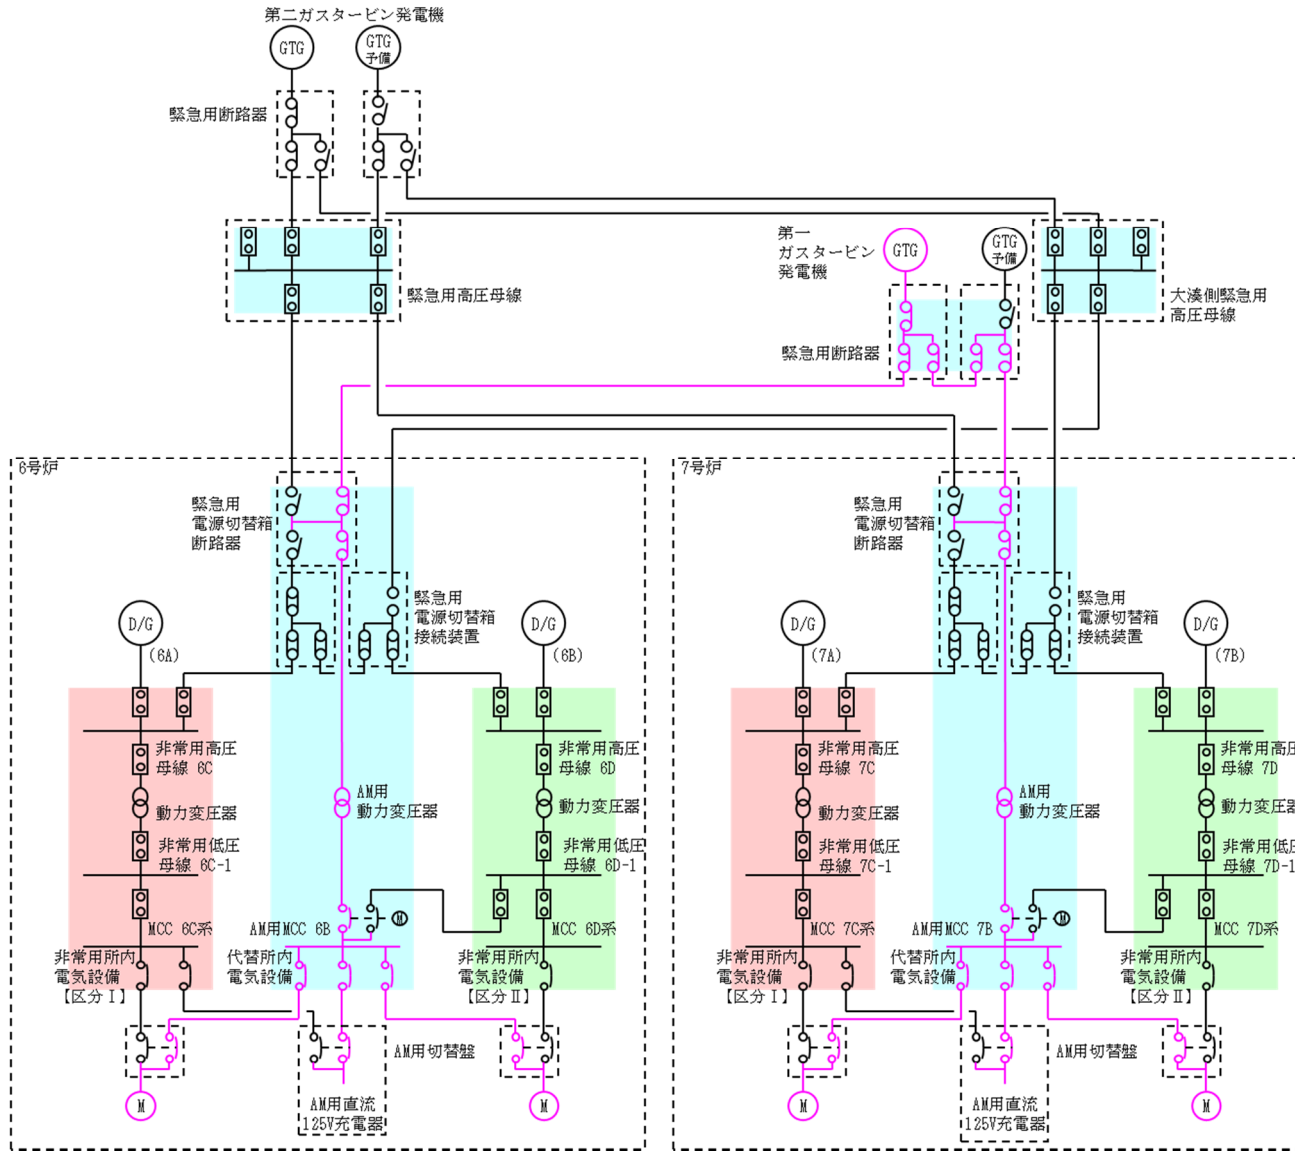 第二ガスタービン発電機
GTG
GTG
予備
緊急用断路器
第一
ガスタービン
発電機
GTG
GTG
予備
緊急用高圧母線
大湊側緊急用
高圧母線
緊急用断路器
6号炉
緊急用
電源切替箱
断路器
緊急用
電源切替箱
接続装置
D/G
(6A)
D/G
(6B)
非常用高圧
母線 6C
動力変圧器
非常用低圧
母線 6C-1
MCC 6C系
非常用所内
電気設備
【区分Ⅰ】
AM用
動力変圧器
AM用MCC 6B
代替所内
電気設備
M
非常用高圧
母線 6D
動力変圧器
非常用低圧
母線 6D-1
MCC 6D系
非常用所内
電気設備
【区分Ⅱ】
AM用切替盤
M
AM用直流
125V充電器
M
7号炉
緊急用
電源切替箱
断路器
緊急用
電源切替箱
接続装置
D/G
(7A)
D/G
(7B)
非常用高圧
母線 7C
動力変圧器
非常用低圧
母線 7C-1
MCC 7C系
非常用所内
電気設備
【区分Ⅰ】
AM用
動力変圧器
AM用MCC 7B
代替所内
電気設備
M
非常用高圧
母線 7D
動力変圧器
非常用低圧
母線 7D-1
MCC 7D系
非常用所内
電気設備
【区分Ⅱ】
AM用切替盤
M
AM用直流
125V充電器
M